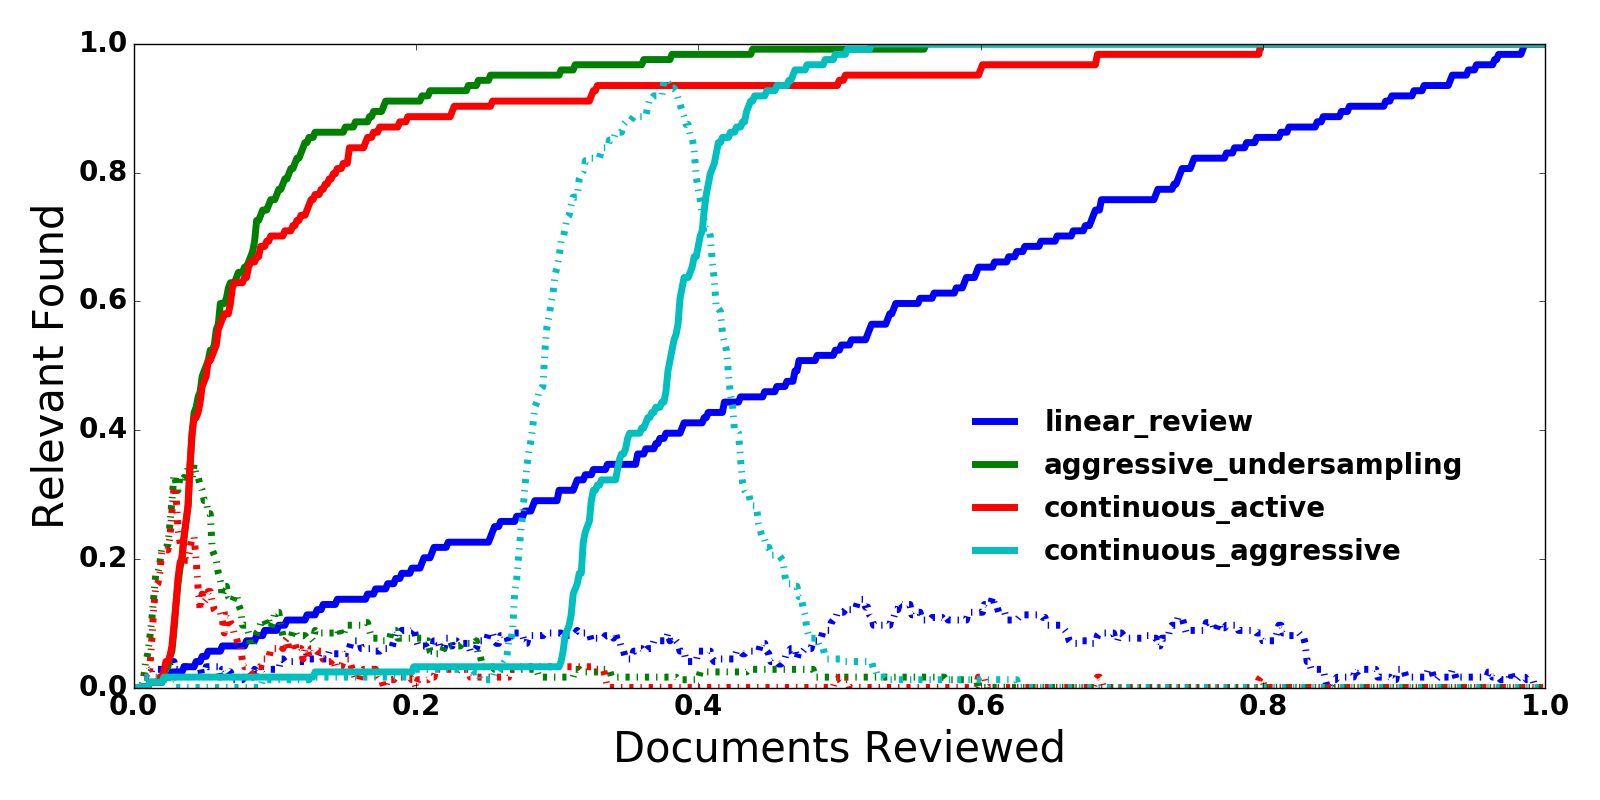 1.0
0.8
0.6
0.4
0.2
0.0
Relevant Found
linear_review
aggressive_undersampling
continuous_active
continuous_aggressive
0.0 0.2 0.4 0.6 0.8 1.0
Documents Reviewed